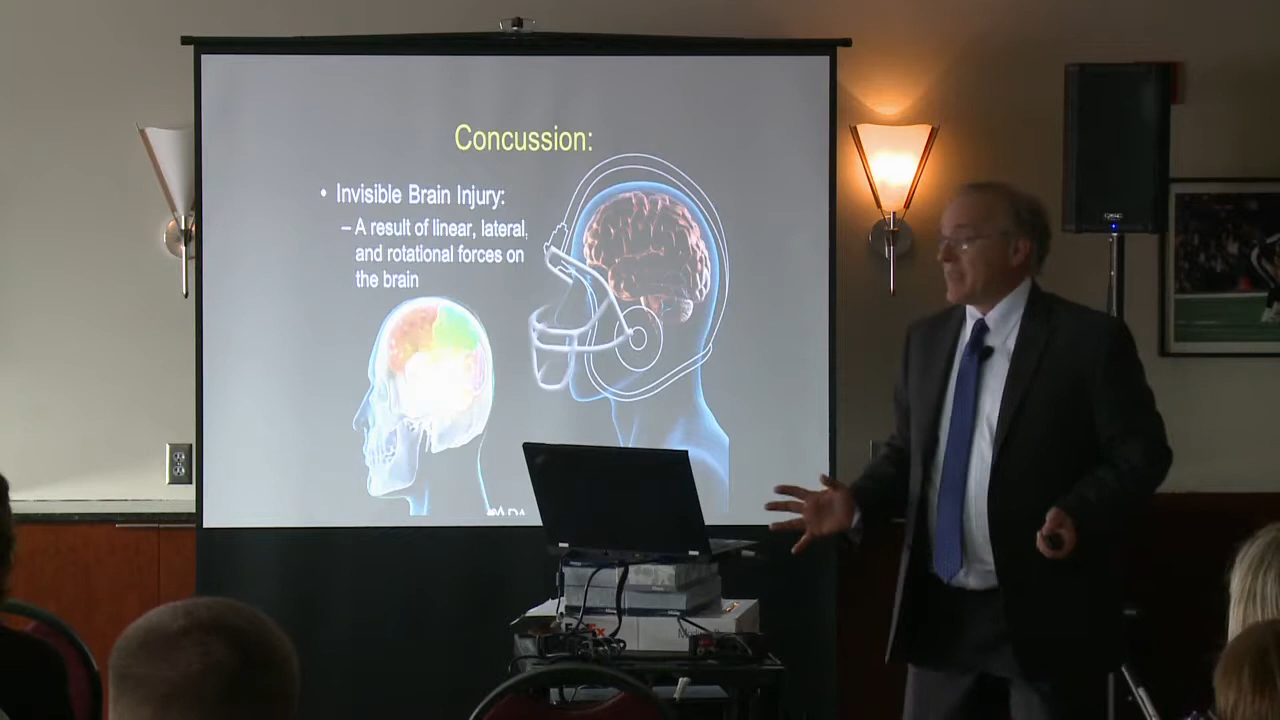 Concussion:
• Invisible Brain Injury:
– A result of linear, lateral,
and rotational forces on
the brain